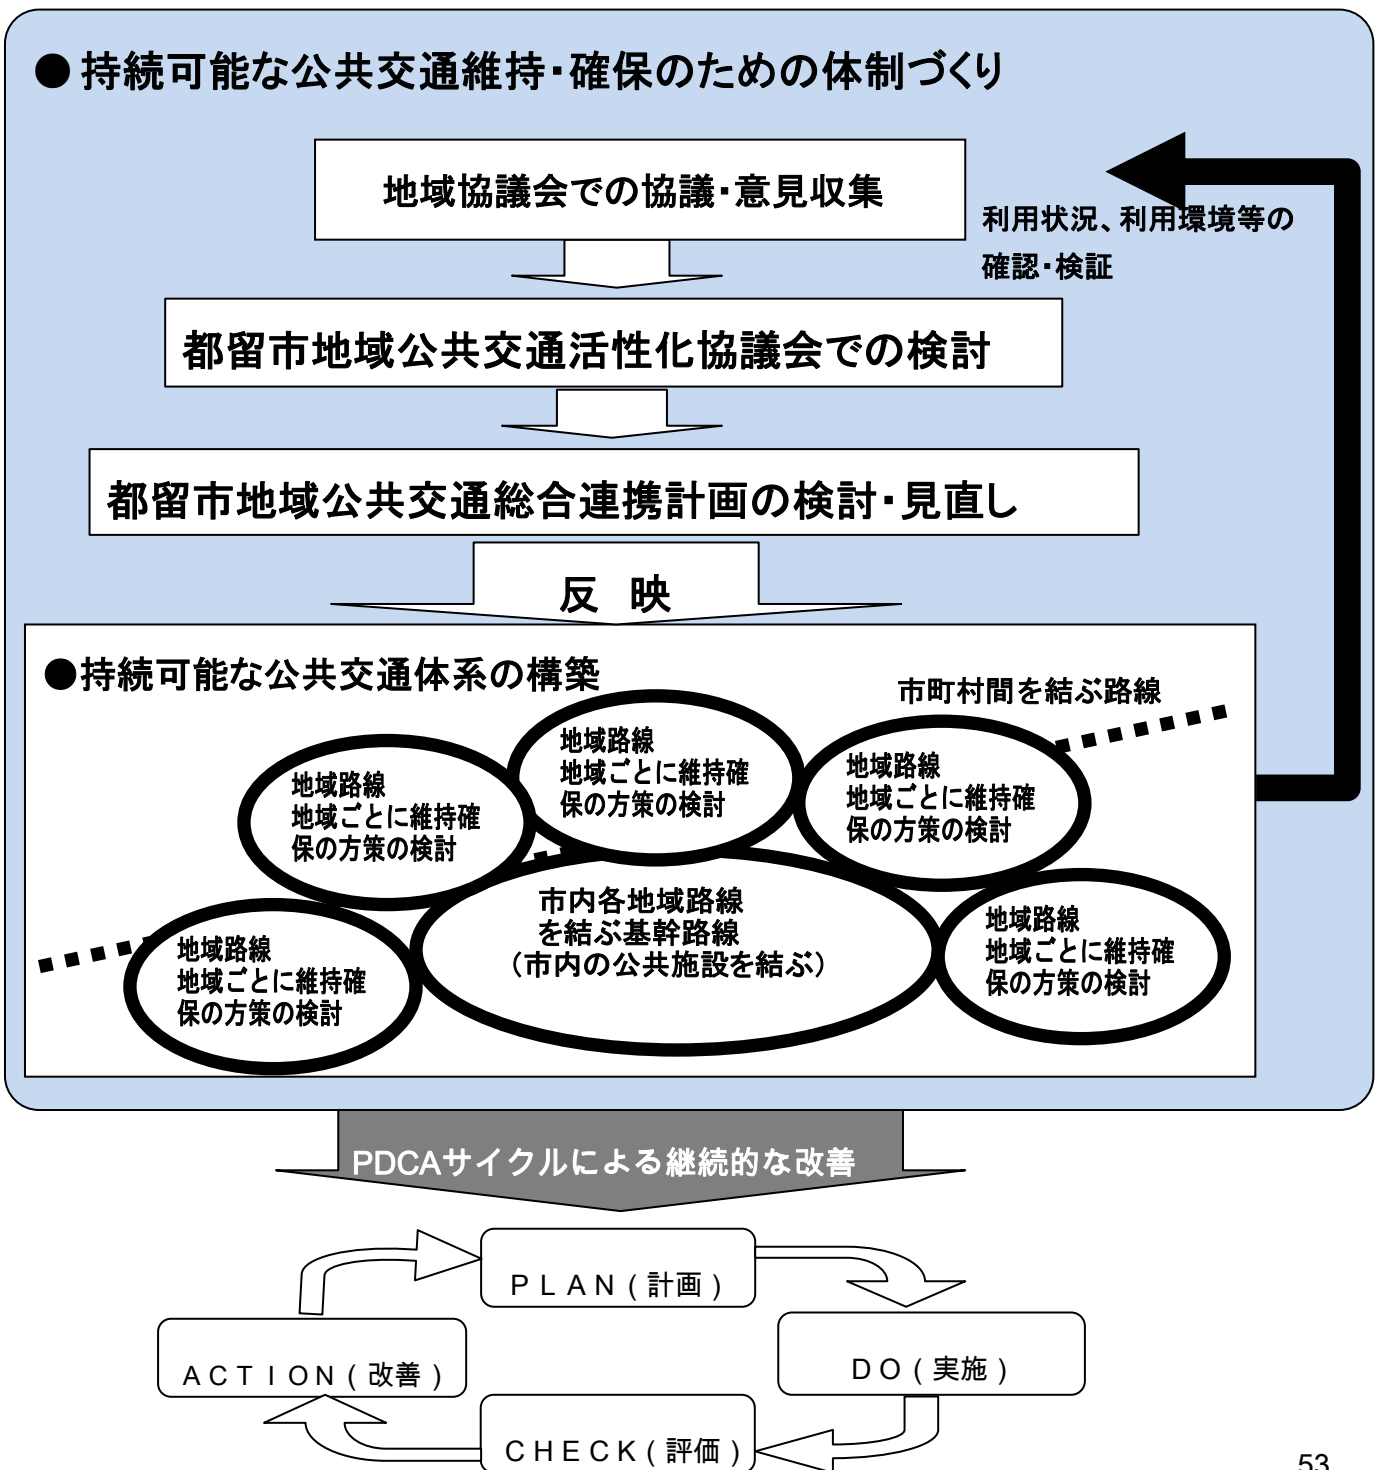 ●持続可能な公共交通維持・確保のための体制づくり
地域協議会での協議・意見収集
利用状況、利用環境等の
確認・検証
都留市地域公共交通活性化協議会での検討
都留市地域公共交通総合連携計画の検討・見直し
反 映
●持続可能な公共交通体系の構築
市町村間を結ぶ路線
地域路線
地域ごとに維持確
保の方策の検討
地域路線
地域ごとに維持確
保の方策の検討
地域路線
地域ごとに維持確
保の方策の検討
地域路線
地域ごとに維持確
保の方策の検討
市内各地域路線
を結ぶ基幹路線
（市内の公共施設を結ぶ）
地域路線
地域ごとに維持確
保の方策の検討
PDCAサイクルによる継続的な改善
ＰＬＡＮ（計画）
ＤＯ（実施）
ＡＣＴＩＯＮ（改善）
ＣＨＥＣＫ（評価）
53